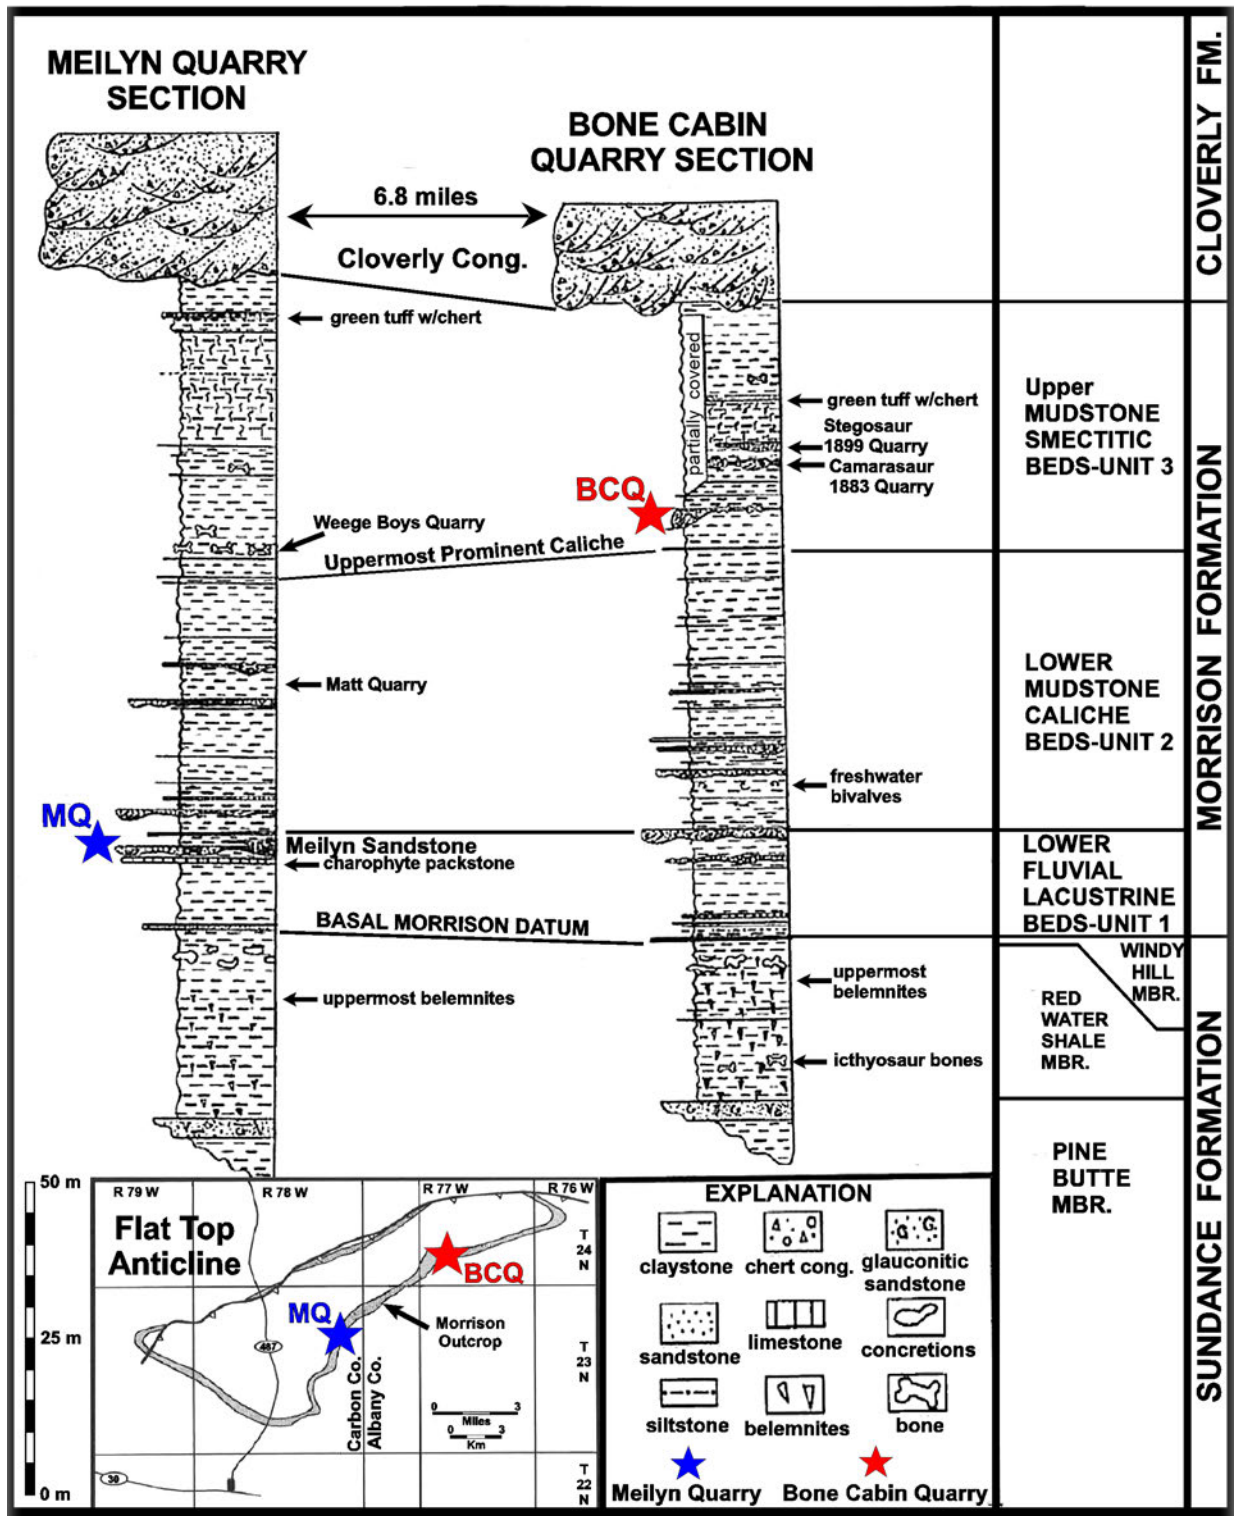 MEILYN QUARRY
SECTION
BONE CABIN
QUARRY SECTION
6.8 miles
Cloverly Cong.
green tuff w/chert
Weege Boys Quarry
Uppermost Prominent Caliche
Matt Quarry
MQ
Meilyn Sandstone
charophyte packstone
BASAL MORRISON DATUM
uppermost belemnites
partially covered
green tuff w/chert
Stegosaur
1899 Quarry
Camarasaur
1883 Quarry
BCQ
freshwater
bivalves
uppermost
belemnites
icthyosaur bones
Upper
MUDSTONE
SMECTITIC
BEDS-UNIT 3
LOWER
MUDSTONE
CALICHE
BEDS-UNIT 2
LOWER
FLUVIAL
LACUSTRINE
BEDS-UNIT 1
WINDY
HILL
MBR.
RED
WATER
SHALE
MBR.
PINE
BUTTE
MBR.
CLOVERLY FM.
MORRISON FORMATION
SUNDANCE FORMATION
50 m
25 m
0 m
R 79 W
R 78 W
R 77 W
R 76 W
Flat Top
Anticline
BCQ
MQ
Morrison
Outcrop
487
30
Carbon Co.
Albany Co.
0 3
Miles
0 3
Km
T
24
N
T
23
N
T
22
N
EXPLANATION
claystone
chert cong.
glauconitic
sandstone
sandstone
limestone
concretions
siltstone
belemnites
bone
Meilyn Quarry
Bone Cabin Quarry